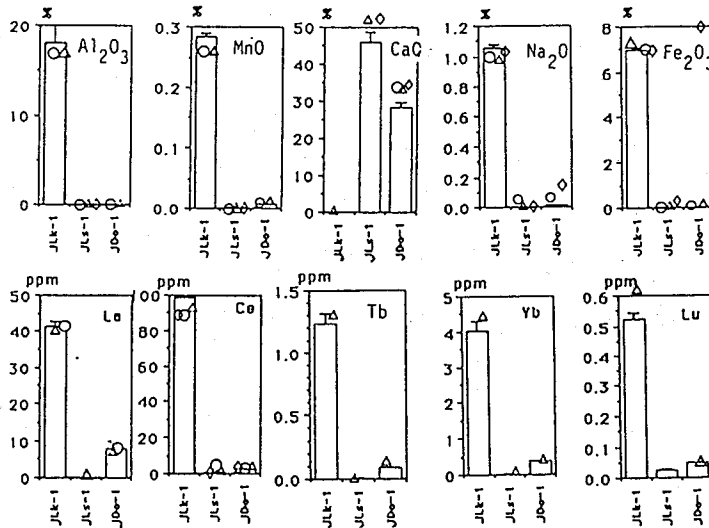 % % % % %
20 Al2O3 0.3 MnO 50 CaO 1.2 Na2O 8 Fe2O3
1.0
40 6
0.2 0.8
10 30 0.6 4
20
0.1 0.4
10 2
0.2
0 0.0 0 0.0 0
JLk-1 JLs-1 JDo-1 JLk-1 JLs-1 JDo-1 JLk-1 JLs-1 JDo-1 JLk-1 JLs-1 JDo-1 JLk-1 JLs-1 JDo-1
ppm ppm ppm ppm ppm
50 La 00 Ce 1.5 Tb 5 Yb 0.6 Lu
40 80 4 0.5
1.0 0.4
30 60 3
0.3
20 40 2
0.5 0.2
10 20 1
0.1
0 0 0.0 0 0.0
JLk-1 JLs-1 JDo-1 JLk-1 JLs-1 JDo-1 JLk-1 JLs-1 JDo-1 JLk-1 JLs-1 JDo-1 JLk-1 JLs-1 JDo-1